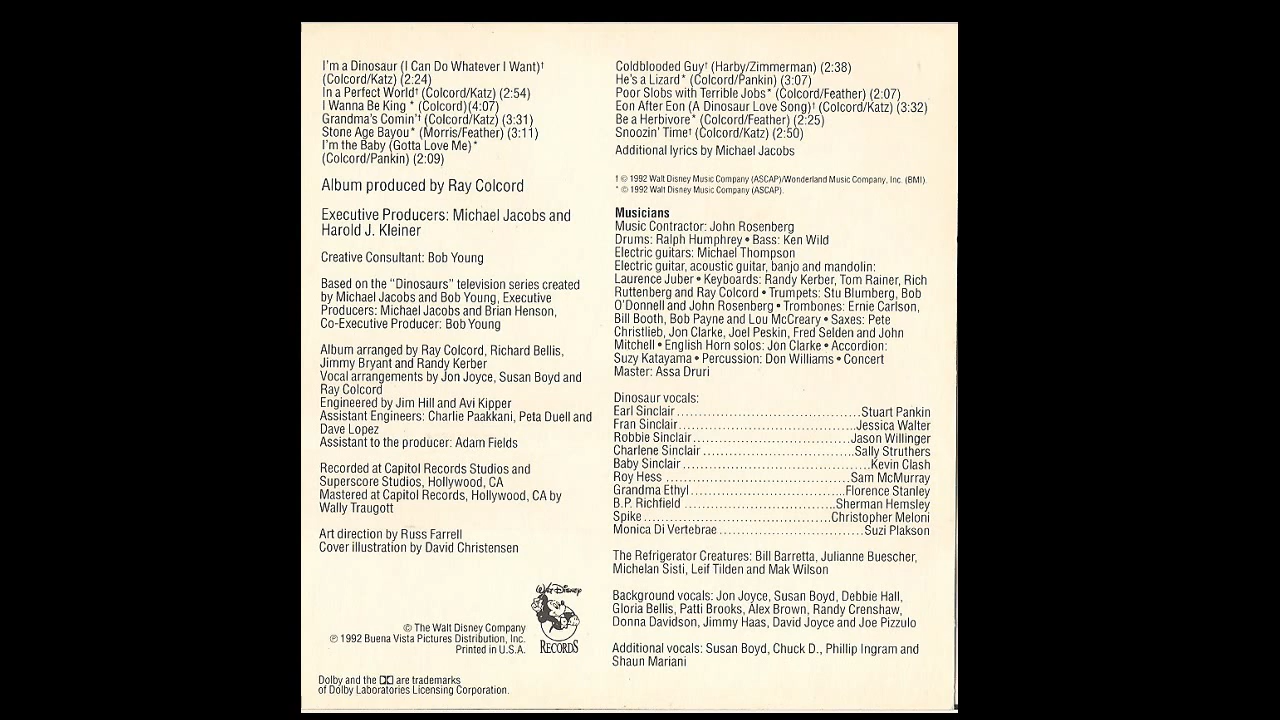 I'm a Dinosaur (I Can Do Whatever I Want)†
(Colcord/Katz) (2:24)
In a Perfect World† (Colcord/Katz) (2:54)
I Wanna Be King * (Colcord)(4:07)
Grandma's Comin'† (Colcord/Katz) (3:31)
Stone Age Bayou* (Morris/Feather) (3:11)
I'm the Baby (Gotta Love Me)*
(Colcord/Pankin) (2:09)
Album produced by Ray Colcord
Executive Producers: Michael Jacobs and
Harold J. Kleiner
Creative Consultant: Bob Young
Based on the “Dinosaurs” television series created
by Michael Jacobs and Bob Young, Executive
Producers: Michael Jacobs and Brian Henson,
Co-Executive Producer: Bob Young
Album arranged by Ray Colcord, Richard Bellis,
Jimmy Bryant and Randy Kerber
Vocal arrangements by Jon Joyce, Susan Boyd and
Ray Colcord
Engineered by Jim Hill and Avi Kipper
Assistant Engineers: Charlie Paakkani, Peta Duell and
Dave Lopez
Assistant to the producer: Adam Fields
Recorded at Capitol Records Studios and
Superscore Studios, Hollywood, CA
Mastered at Capitol Records, Hollywood, CA by
Wally Traugott
Art direction by Russ Farrell
Cover illustration by David Christensen
Walt Disney
RECORDS
© The Walt Disney Company
℗ 1992 Buena Vista Pictures Distribution, Inc.
Printed in U.S.A.
Dolby and the DD are trademarks
of Dolby Laboratories Licensing Corporation.
Coldblooded Guy† (Harby/Zimmerman) (2:38)
He's a Lizard* (Colcord/Pankin) (3:07)
Poor Slobs with Terrible Jobs* (Colcord/Feather) (2:07)
Eon After Eon (A Dinosaur Love Song)† (Colcord/Katz) (3:32)
Be a Herbivore* (Colcord/Feather) (2:25)
Snoozin' Time† (Colcord/Katz) (2:50)
Additional lyrics by Michael Jacobs
† © 1992 Walt Disney Music Company (ASCAP)/Wonderland Music Company, Inc. (BMI).
* © 1992 Walt Disney Music Company (ASCAP).
Musicians
Music Contractor: John Rosenberg
Drums: Ralph Humphrey • Bass: Ken Wild
Electric guitars: Michael Thompson
Electric guitar, acoustic guitar, banjo and mandolin:
Laurence Juber • Keyboards: Randy Kerber, Tom Rainer, Rich
Ruttenberg and Ray Colcord • Trumpets: Stu Blumberg, Bob
O'Donnell and John Rosenberg • Trombones: Ernie Carlson,
Bill Booth, Bob Payne and Lou McCreary • Saxes: Pete
Christlieb, Jon Clarke, Joel Peskin, Fred Selden and John
Mitchell • English Horn solos: Jon Clarke • Accordion:
Suzy Katayama • Percussion: Don Williams • Concert
Master: Assa Druri
Dinosaur vocals:
Earl Sinclair........................................Stuart Pankin
Fran Sinclair.......................................Jessica Walter
Robbie Sinclair..................................Jason Willinger
Charlene Sinclair................................Sally Struthers
Baby Sinclair........................................Kevin Clash
Roy Hess........................................Sam McMurray
Grandma Ethyl.................................Florence Stanley
B.P. Richfield................................Sherman Hemsley
Spike.........................................Christopher Meloni
Monica Di Vertebrae...............................Suzi Plakson
The Refrigerator Creatures: Bill Barretta, Julianne Buescher,
Michelan Sisti, Leif Tilden and Mak Wilson
Background vocals: Jon Joyce, Susan Boyd, Debbie Hall,
Gloria Bellis, Patti Brooks, Alex Brown, Randy Crenshaw,
Donna Davidson, Jimmy Haas, David Joyce and Joe Pizzulo
Additional vocals: Susan Boyd, Chuck D., Phillip Ingram and
Shaun Mariani